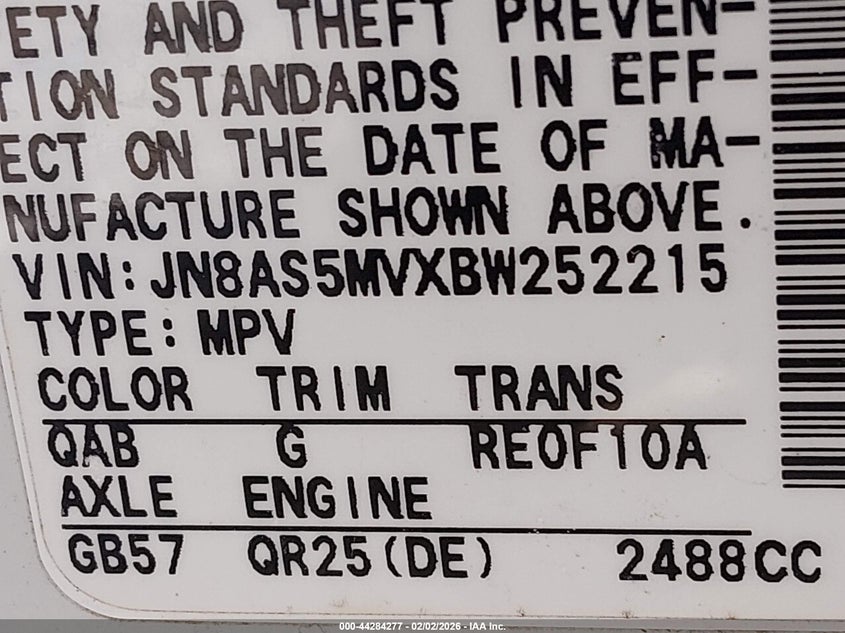 ETY AND THEFT PREVEN-
TION STANDARDS IN EFF-
ECT ON THE DATE OF MA-
NUFACTURE SHOWN ABOVE.
VIN:JN8AS5MVXBW252215
TYPE:MPV
COLOR TRIM TRANS
QAB G RE0F10A
AXLE ENGINE
GB57 QR25(DE) 2488CC
000-44284277 - 02/02/2026 - IAA Inc.